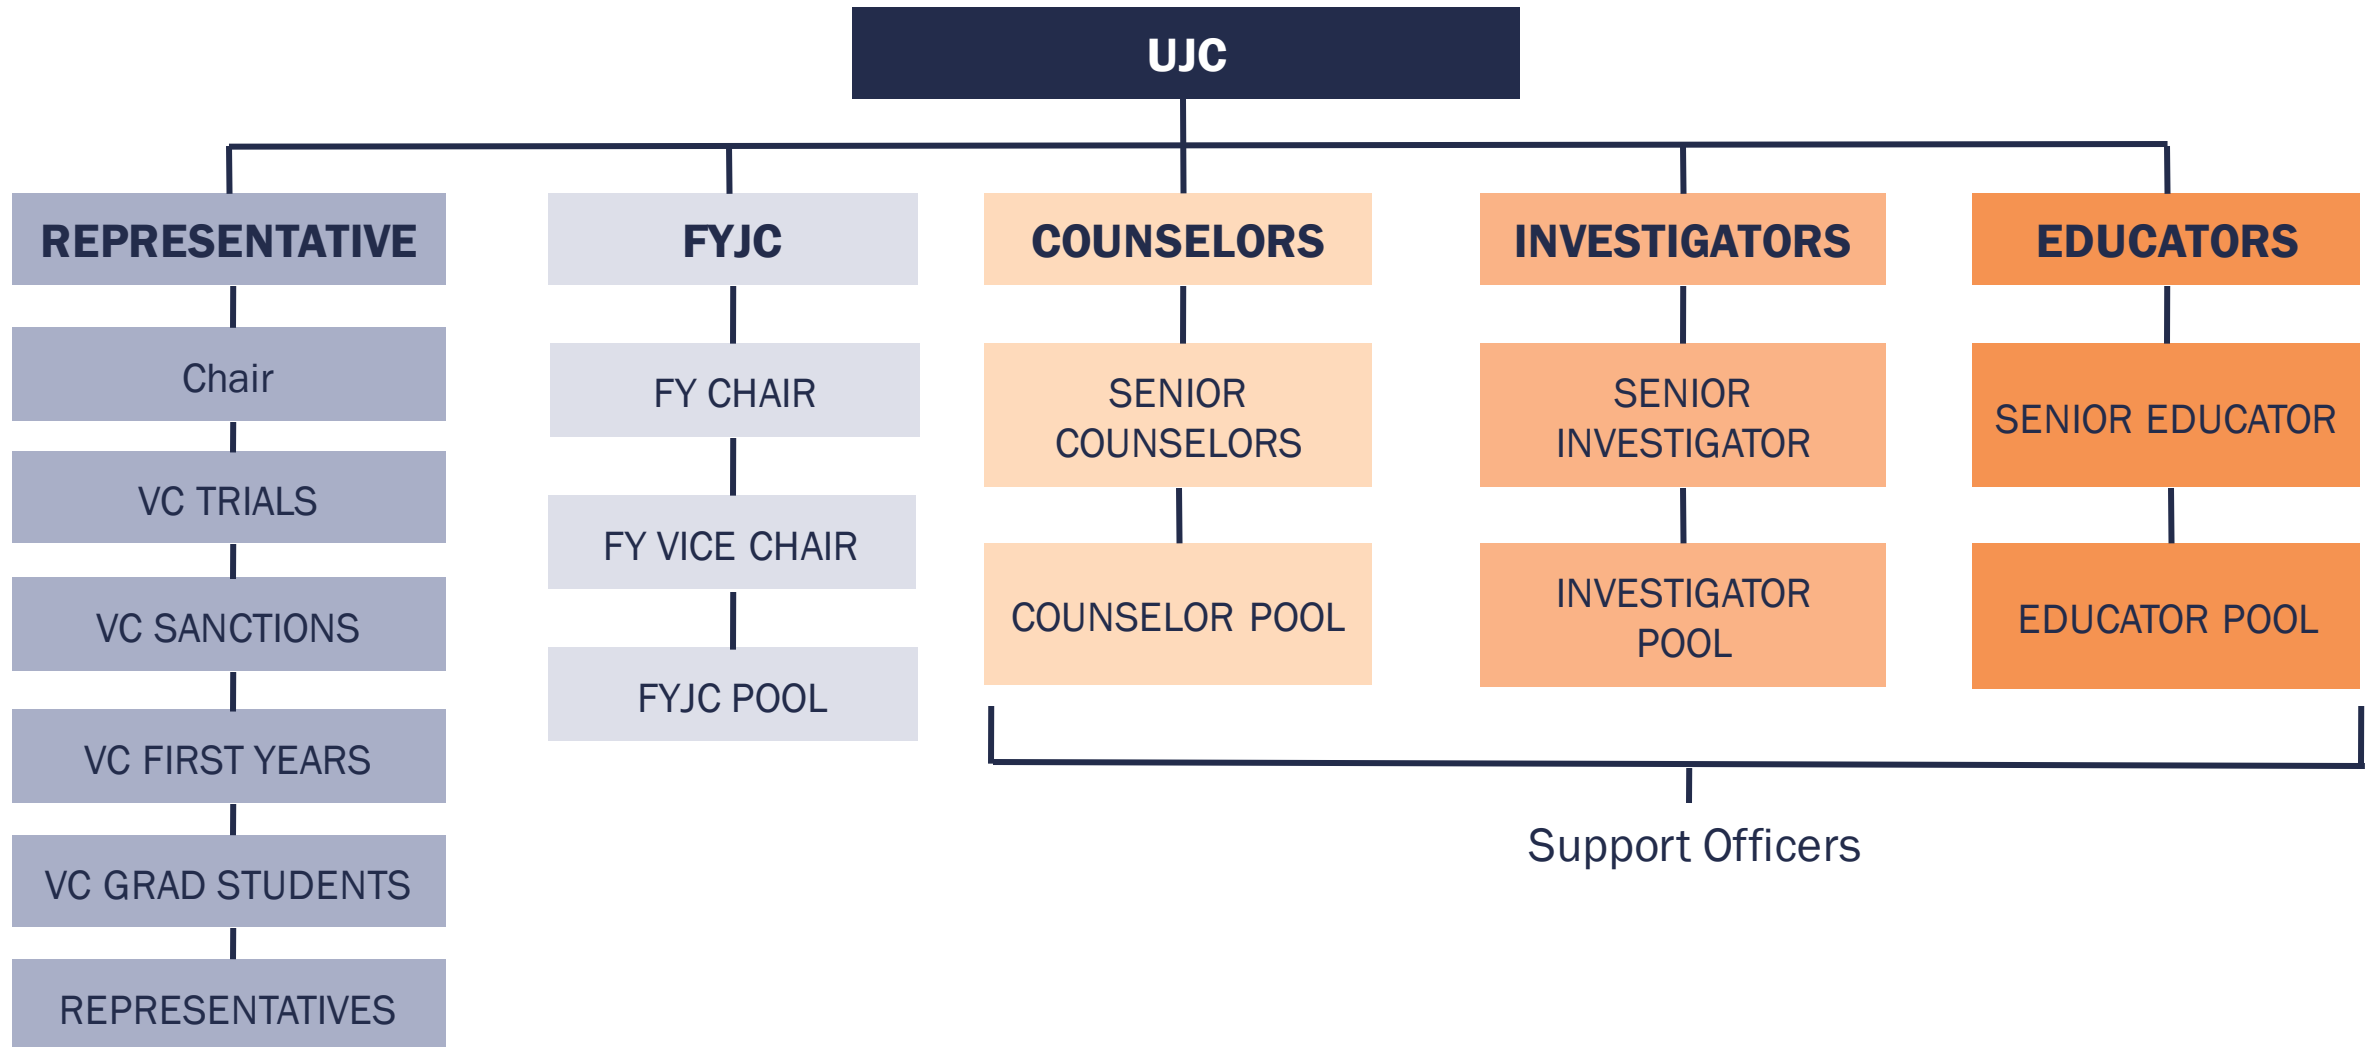 UJC
REPRESENTATIVE
Chair
VC TRIALS
VC SANCTIONS
VC FIRST YEARS
VC GRAD STUDENTS
REPRESENTATIVES
FYJC
FY CHAIR
FY VICE CHAIR
FYJC POOL
COUNSELORS
SENIOR
COUNSELORS
COUNSELOR POOL
INVESTIGATORS
SENIOR
INVESTIGATOR
INVESTIGATOR
POOL
EDUCATORS
SENIOR EDUCATOR
EDUCATOR POOL
Support Officers